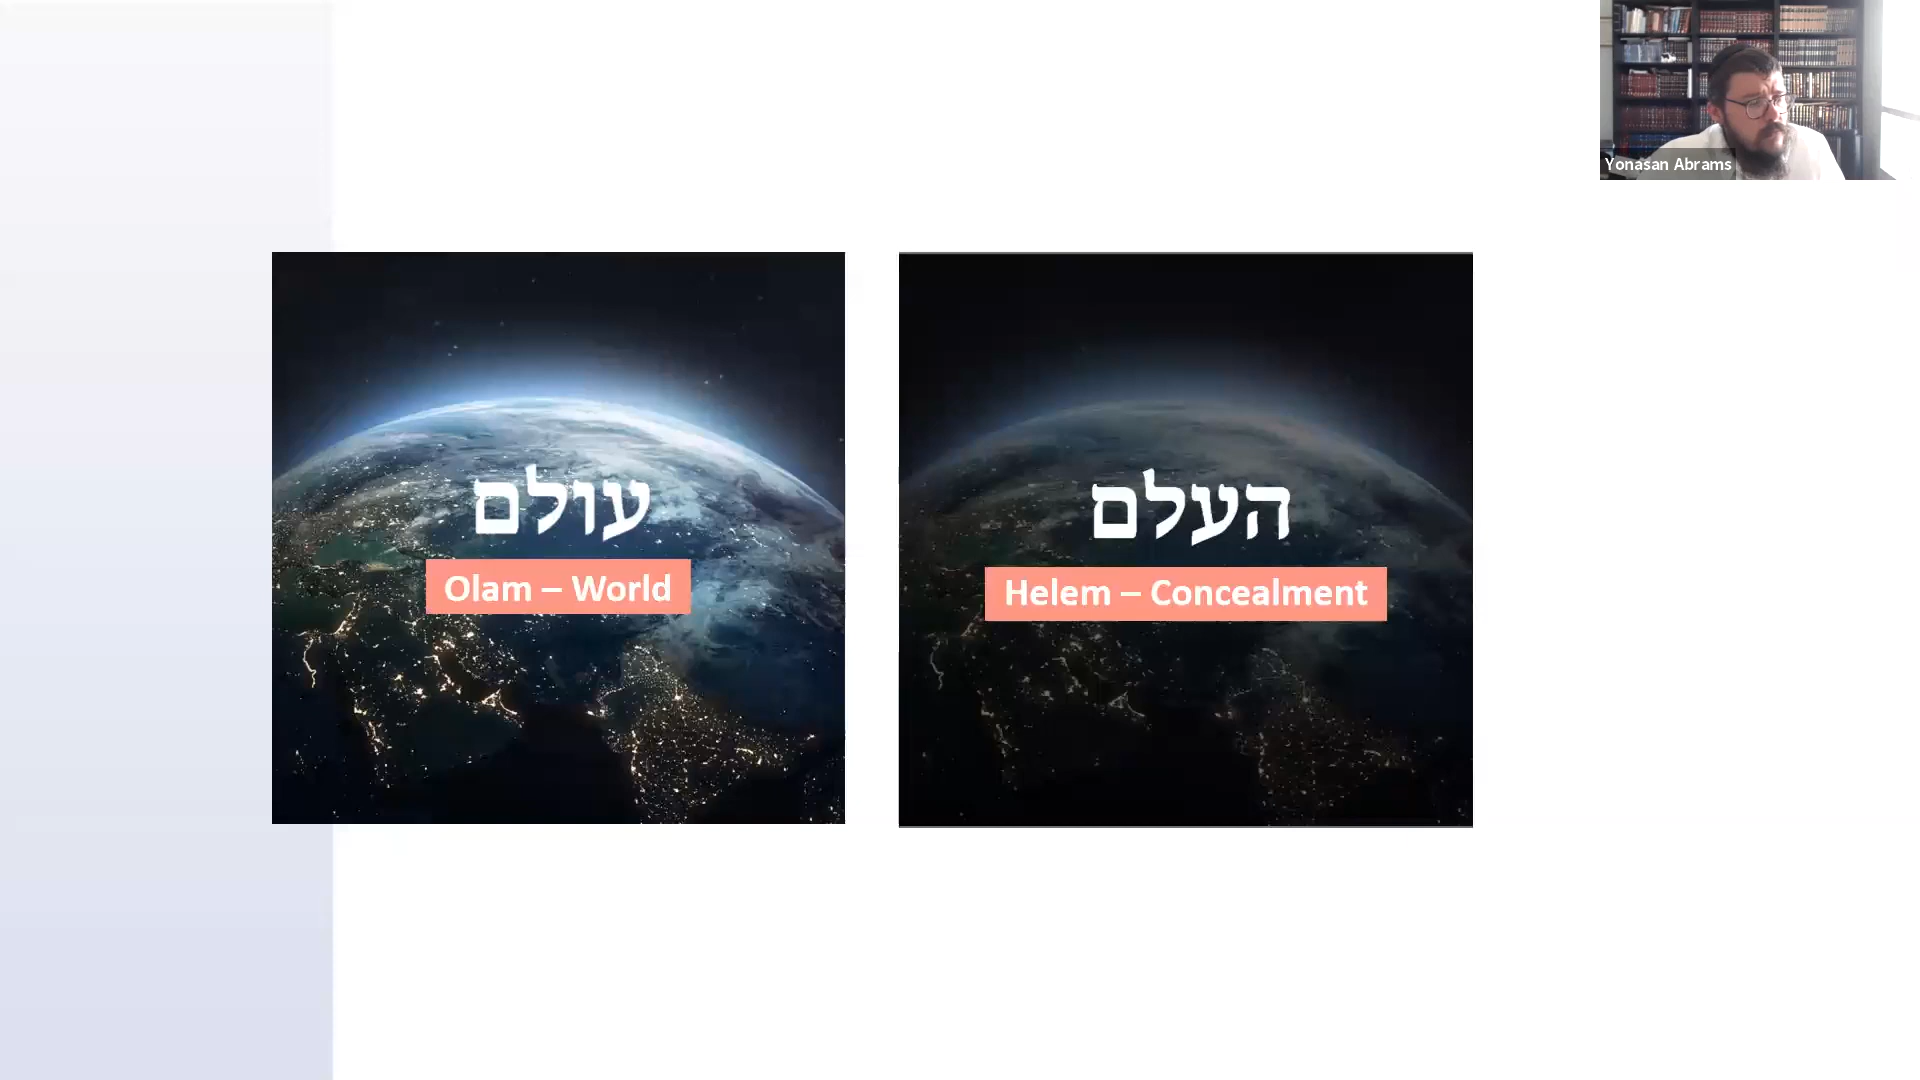 Yonasan Abrams
עולם
Olam – World
העלם
Helem – Concealment